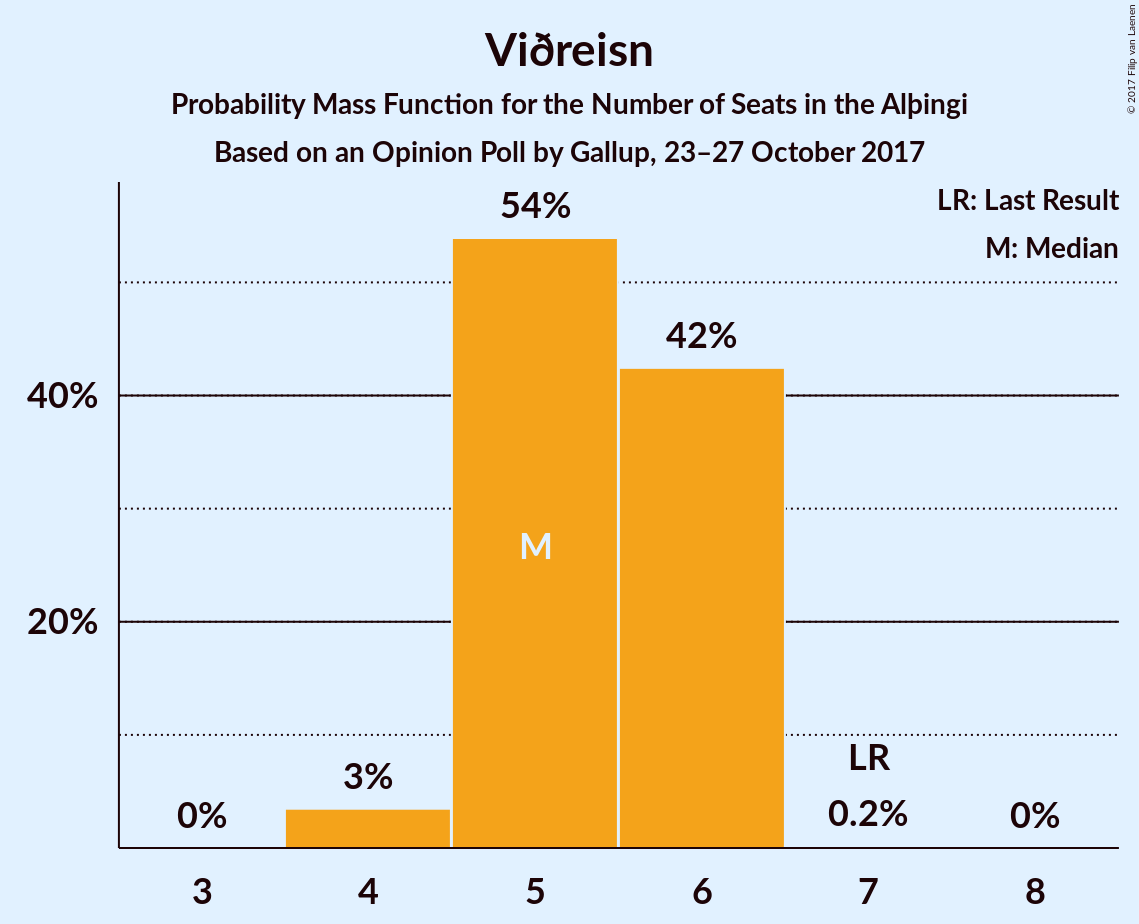 Viðreisn
Probability Mass Function for the Number of Seats in the Alþingi
Based on an Opinion Poll by Gallup, 23–27 October 2017
© 2017 Filip van Laenen
LR: Last Result
M: Median
54%
42%
40%
M
20%
LR
3%
0%
0.2%
0%
3
4
5
6
7
8